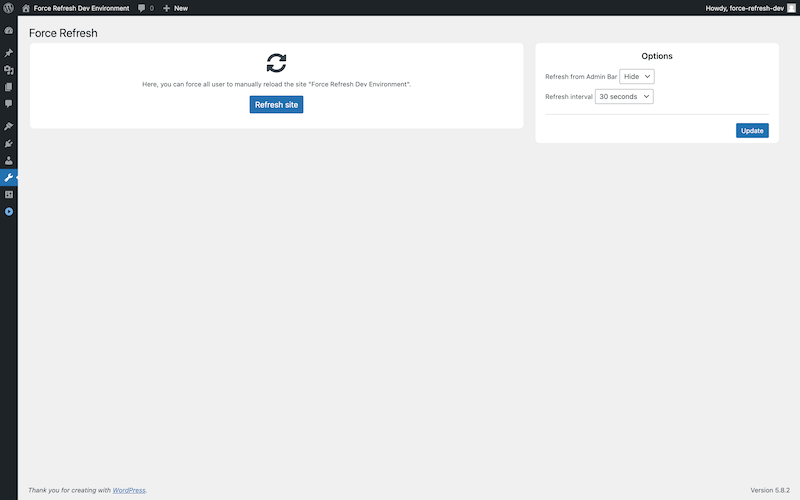 Force Refresh Dev Environment 0 New Howdy, force-refresh-dev
Force Refresh
Here, you can force all user to manually reload the site "Force Refresh Dev Environment".
Refresh site
Options
Refresh from Admin Bar Hide
Refresh interval 30 seconds
Update
Thank you for creating with WordPress. Version 5.8.2